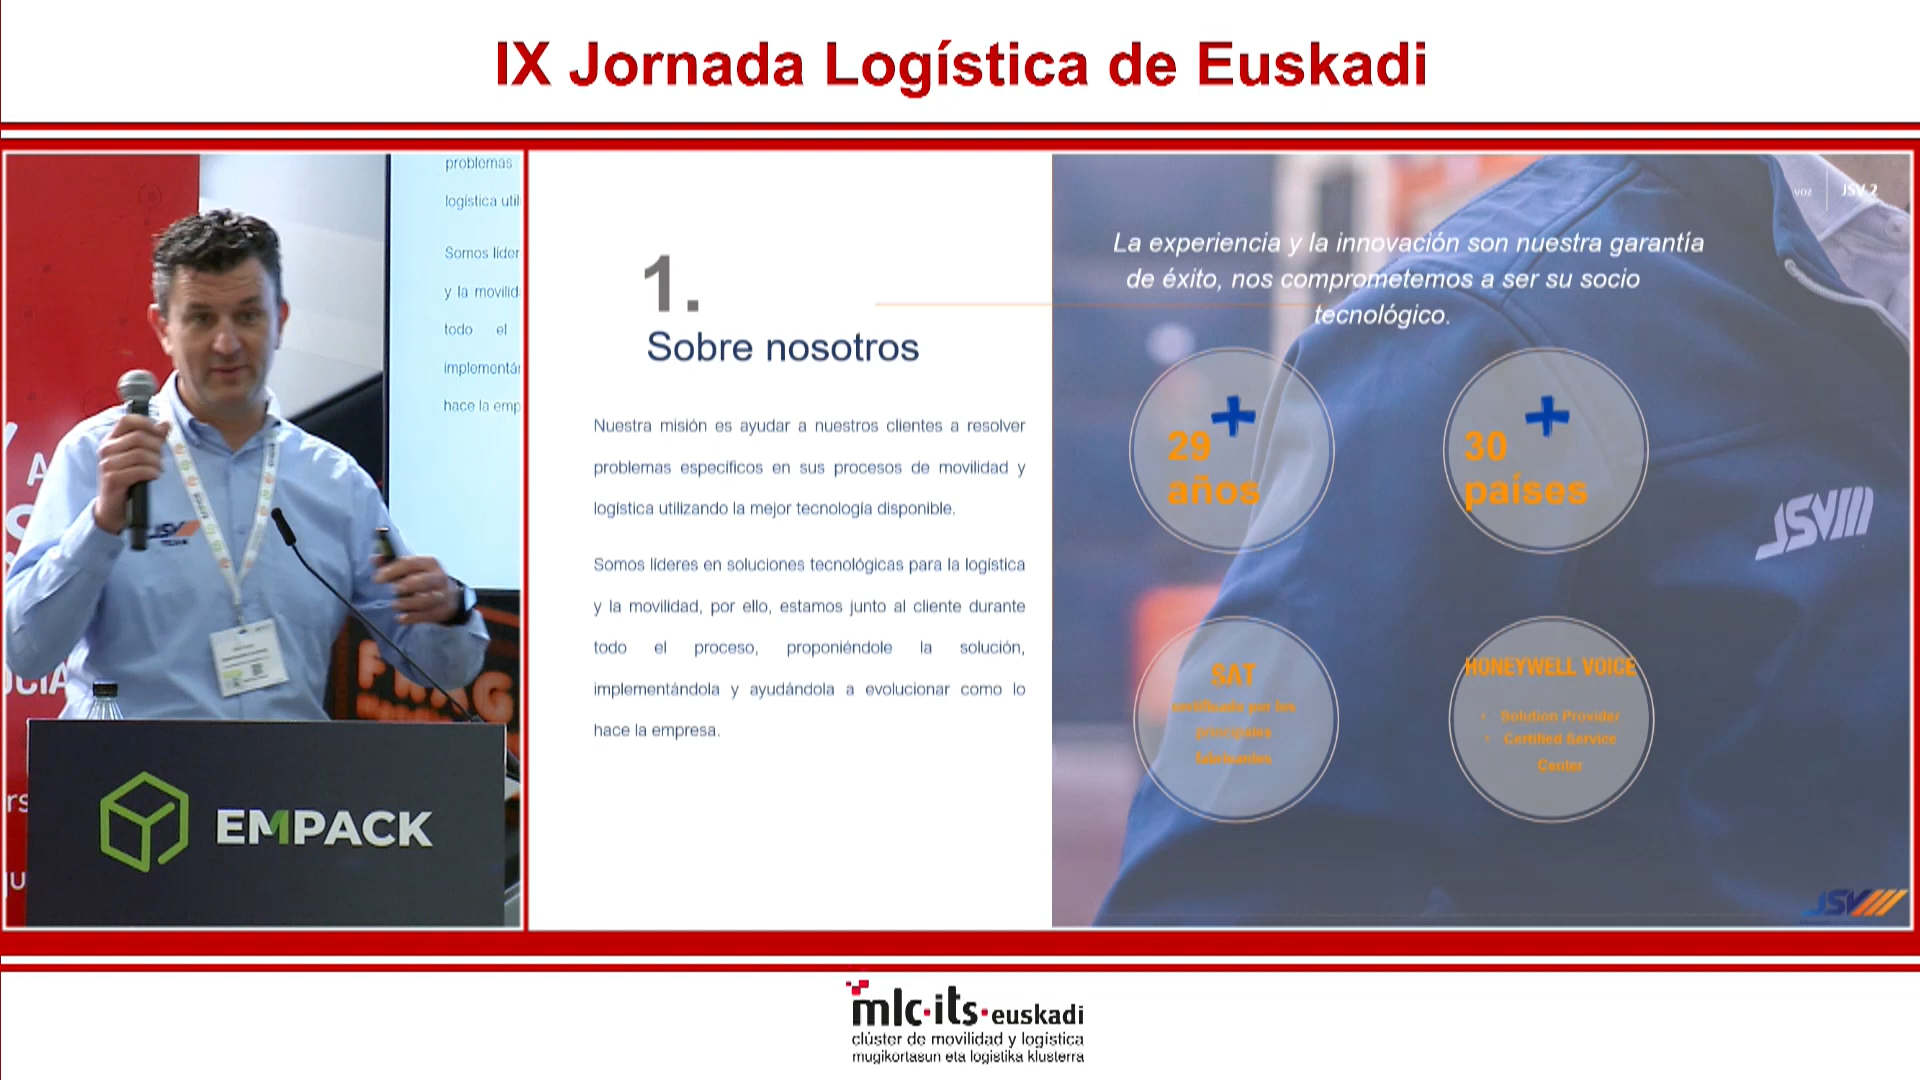 IX Jornada Logística de Euskadi
problemas
logística util
Somos líder
y la movilid
todo el
implementán
hace la emp
JSV
EMPACK
1.
Sobre nosotros
Nuestra misión es ayudar a nuestros clientes a resolver
problemas específicos en sus procesos de movilidad y
logística utilizando la mejor tecnología disponible.
Somos líderes en soluciones tecnológicas para la logística
y la movilidad, por ello, estamos junto al cliente durante
todo el proceso, proponiéndole la solución,
implementándola y ayudándola a evolucionar como lo
hace la empresa.
voz JSV 2
La experiencia y la innovación son nuestra garantía
de éxito, nos comprometemos a ser su socio
tecnológico.
+
29
años
+
30
países
JSV
SAT
certificado por los
principales
fabricantes
HONEYWELL VOICE
• Solution Provider
• Certified Service
Center
JSV
mlc·its·euskadi
clúster de movilidad y logística
mugikortasun eta logistika klusterra